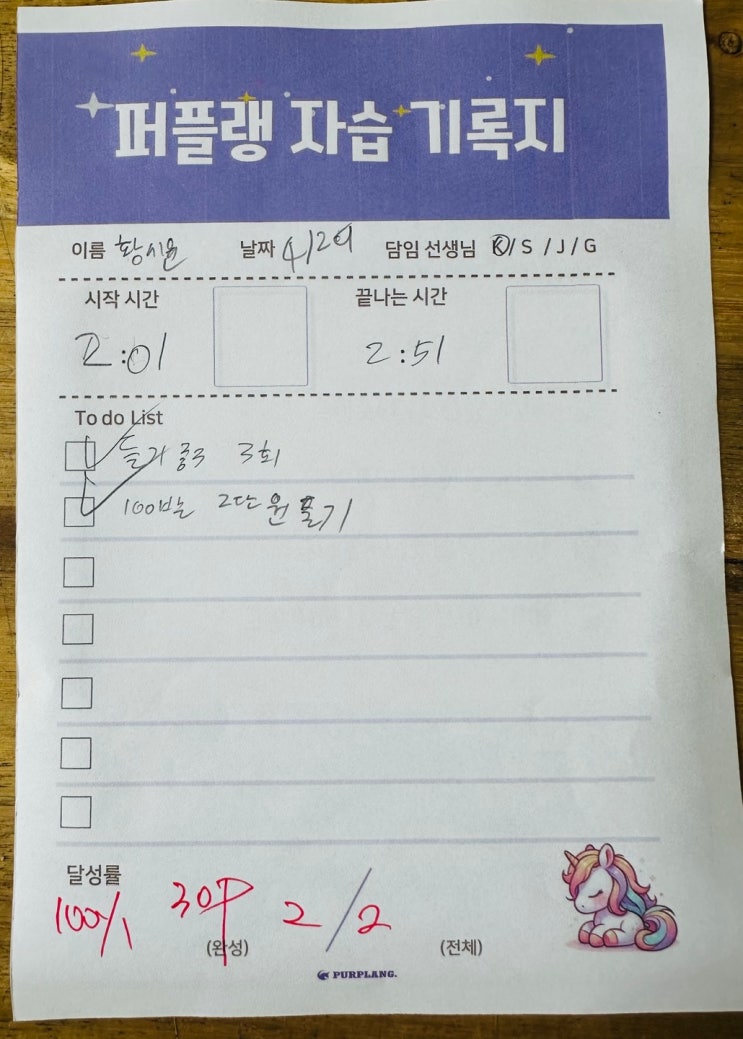 퍼플랭 자습 기록지
이름 황시윤 날짜 4/29 담임 선생님 K / S / J / G
시작 시간 끝나는 시간
2:01 2:51
To do List
듣기 중3 3회
100발 2단원 풀기
달성률
100% 30P 2/2
(완성) (전체)
PURPLANG.